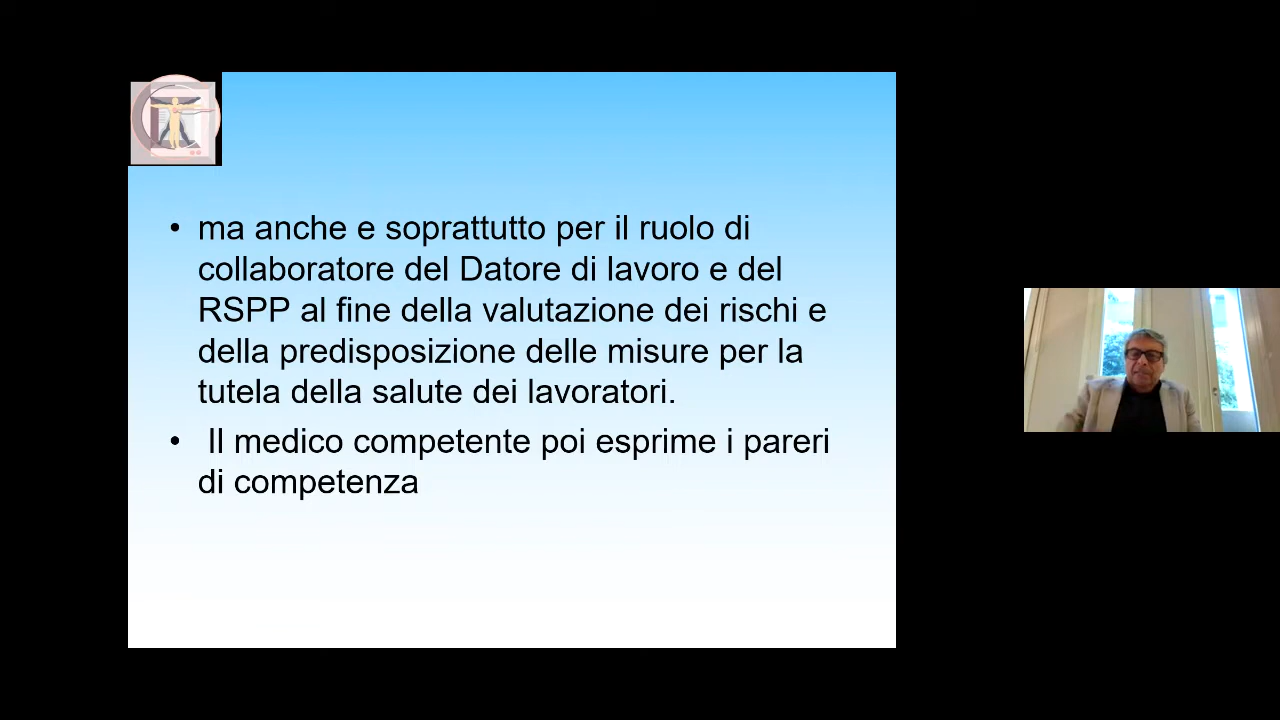 • ma anche e soprattutto per il ruolo di
collaboratore del Datore di lavoro e del
RSPP al fine della valutazione dei rischi e
della predisposizione delle misure per la
tutela della salute dei lavoratori.
• Il medico competente poi esprime i pareri
di competenza